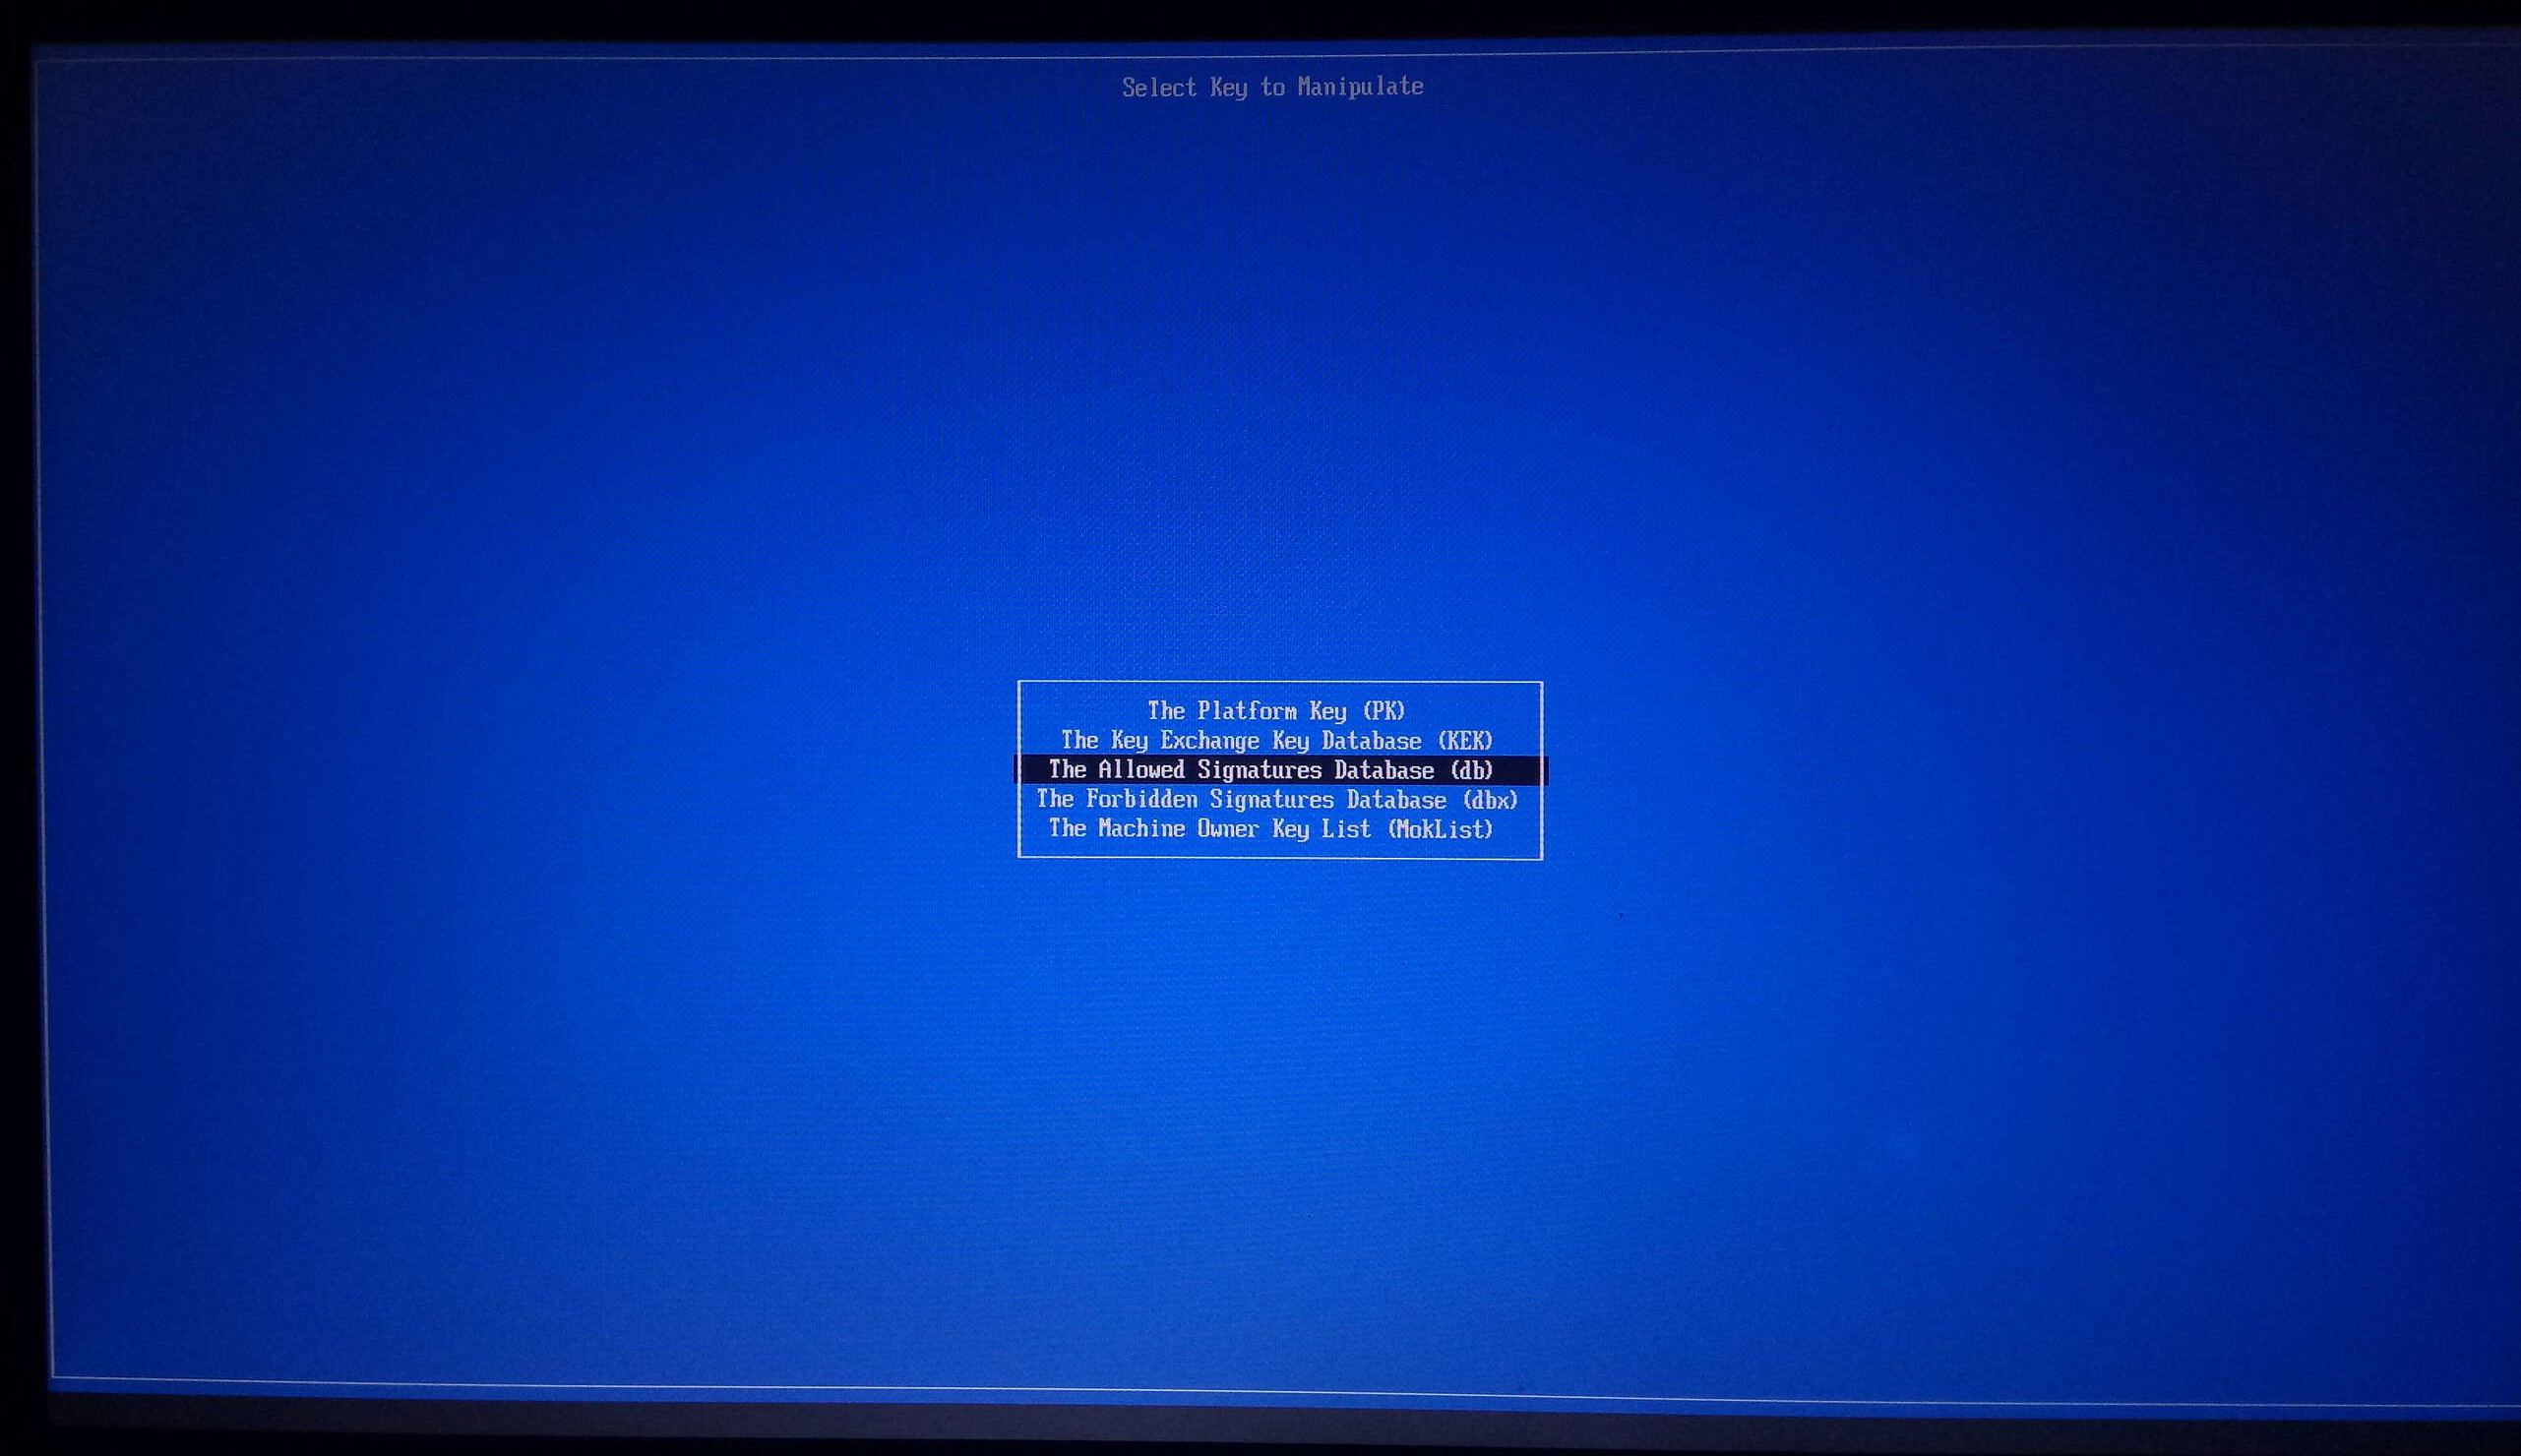 Select Key to Manipulate
The Platform Key (PK)
The Key Exchange Key Database (KEK)
The Allowed Signatures Database (db)
The Forbidden Signatures Database (dbx)
The Machine Owner Key List (MokList)